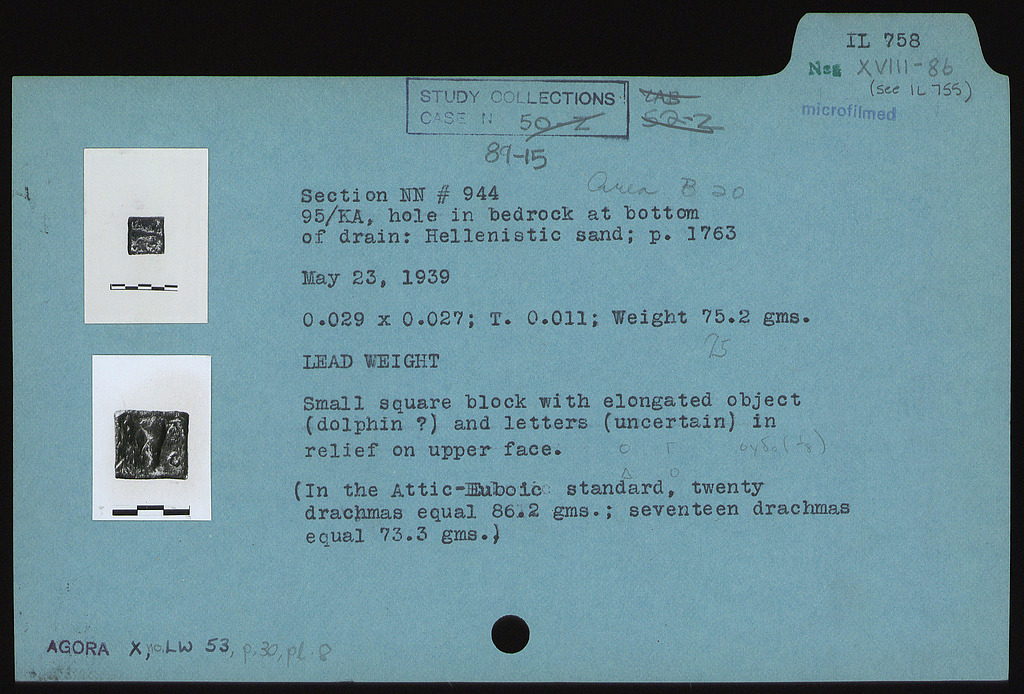 IL 758
Neg XVIII-86
(see IL 755)
microfilmed
STUDY COLLECTIONS
CASE N 50-Z
LAB
52-Z
89-15
Section NN # 944 Area B 20
95/KA, hole in bedrock at bottom
of drain: Hellenistic sand; p. 1763
May 23, 1939
0.029 x 0.027; T. 0.011; Weight 75.2 gms.
75
LEAD WEIGHT
Small square block with elongated object
(dolphin ?) and letters (uncertain) in
relief on upper face. Ο Γ
Δ Ο
(In the Attic-Euboic standard, twenty
drachmas equal 86.2 gms.; seventeen drachmas
equal 73.3 gms.)
AGORA X, no. LW 53, p. 30, pl. 8